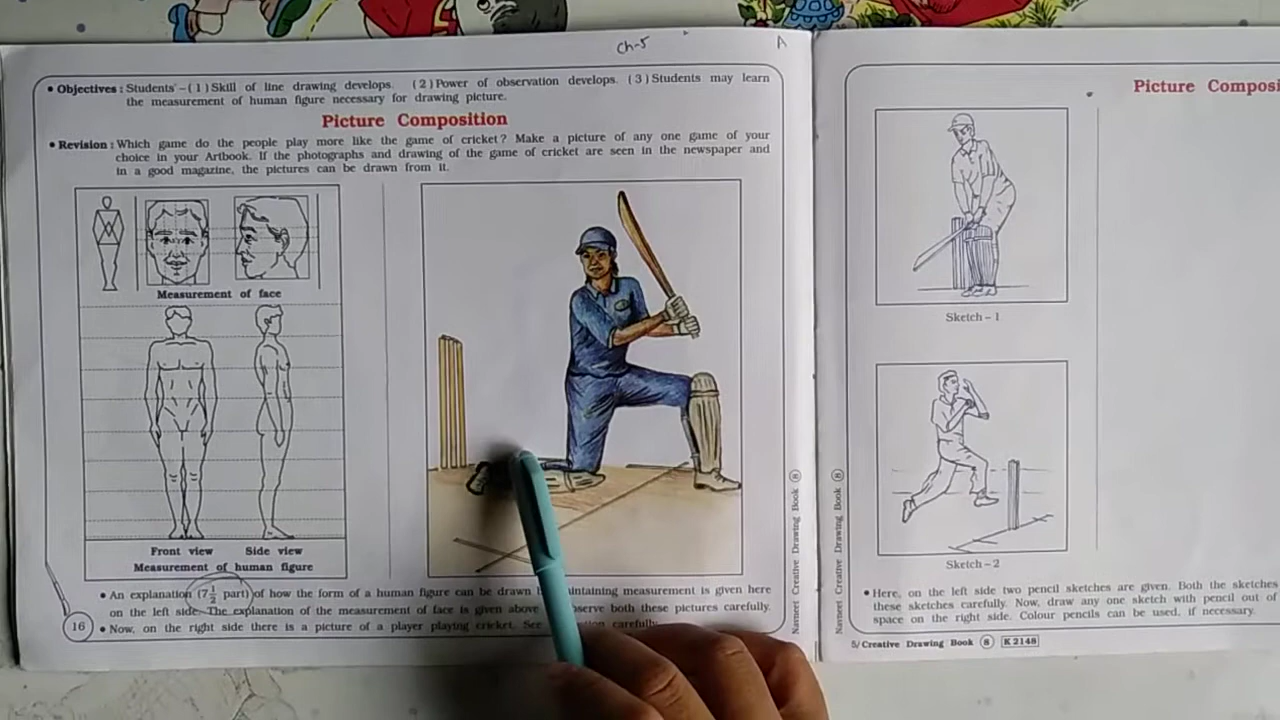 Ch-5
A
• Objectives : Students' – ( 1 ) Skill of line drawing develops. ( 2 ) Power of observation develops. ( 3 ) Students may learn
the measurement of human figure necessary for drawing picture.
Picture Composition
• Revision : Which game do the people play more like the game of cricket ? Make a picture of any one game of your
choice in your Artbook. If the photographs and drawing of the game of cricket are seen in the newspaper and
in a good magazine, the pictures can be drawn from it.
Measurement of face
Front view Side view
Measurement of human figure
• An explanation (7 1/2 part) of how the form of a human figure can be drawn maintaining measurement is given here
on the left side. The explanation of the measurement of face is given above. Observe both these pictures carefully.
16
• Now, on the right side there is a picture of a player playing cricket. See carefully.
Navneet Creative Drawing Book 8
Navneet Creative Drawing Book 8
Picture Composi
Sketch – 1
Sketch – 2
• Here, on the left side two pencil sketches are given. Both the sketches
these sketches carefully. Now, draw any one sketch with pencil out of
space on the right side. Colour pencils can be used, if necessary.
5/Creative Drawing Book 8 K 2148